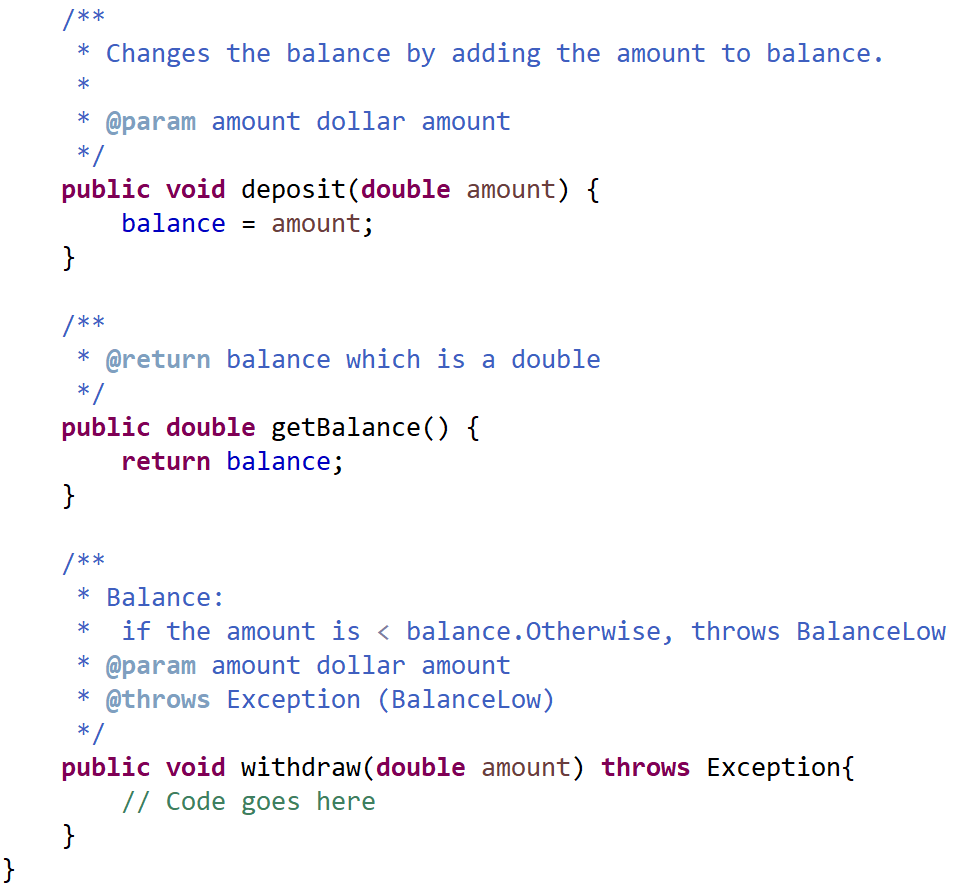 /**
 * Changes the balance by adding the amount to balance.
 *
 * @param amount dollar amount
 */
public void deposit(double amount) {
    balance = amount;
}
/**
 * @return balance which is a double
 */
public double getBalance() {
    return balance;
}
/**
 * Balance:
 *  if the amount is < balance.Otherwise, throws BalanceLow
 * @param amount dollar amount
 * @throws Exception (BalanceLow)
 */
public void withdraw(double amount) throws Exception{
    // Code goes here
}
}